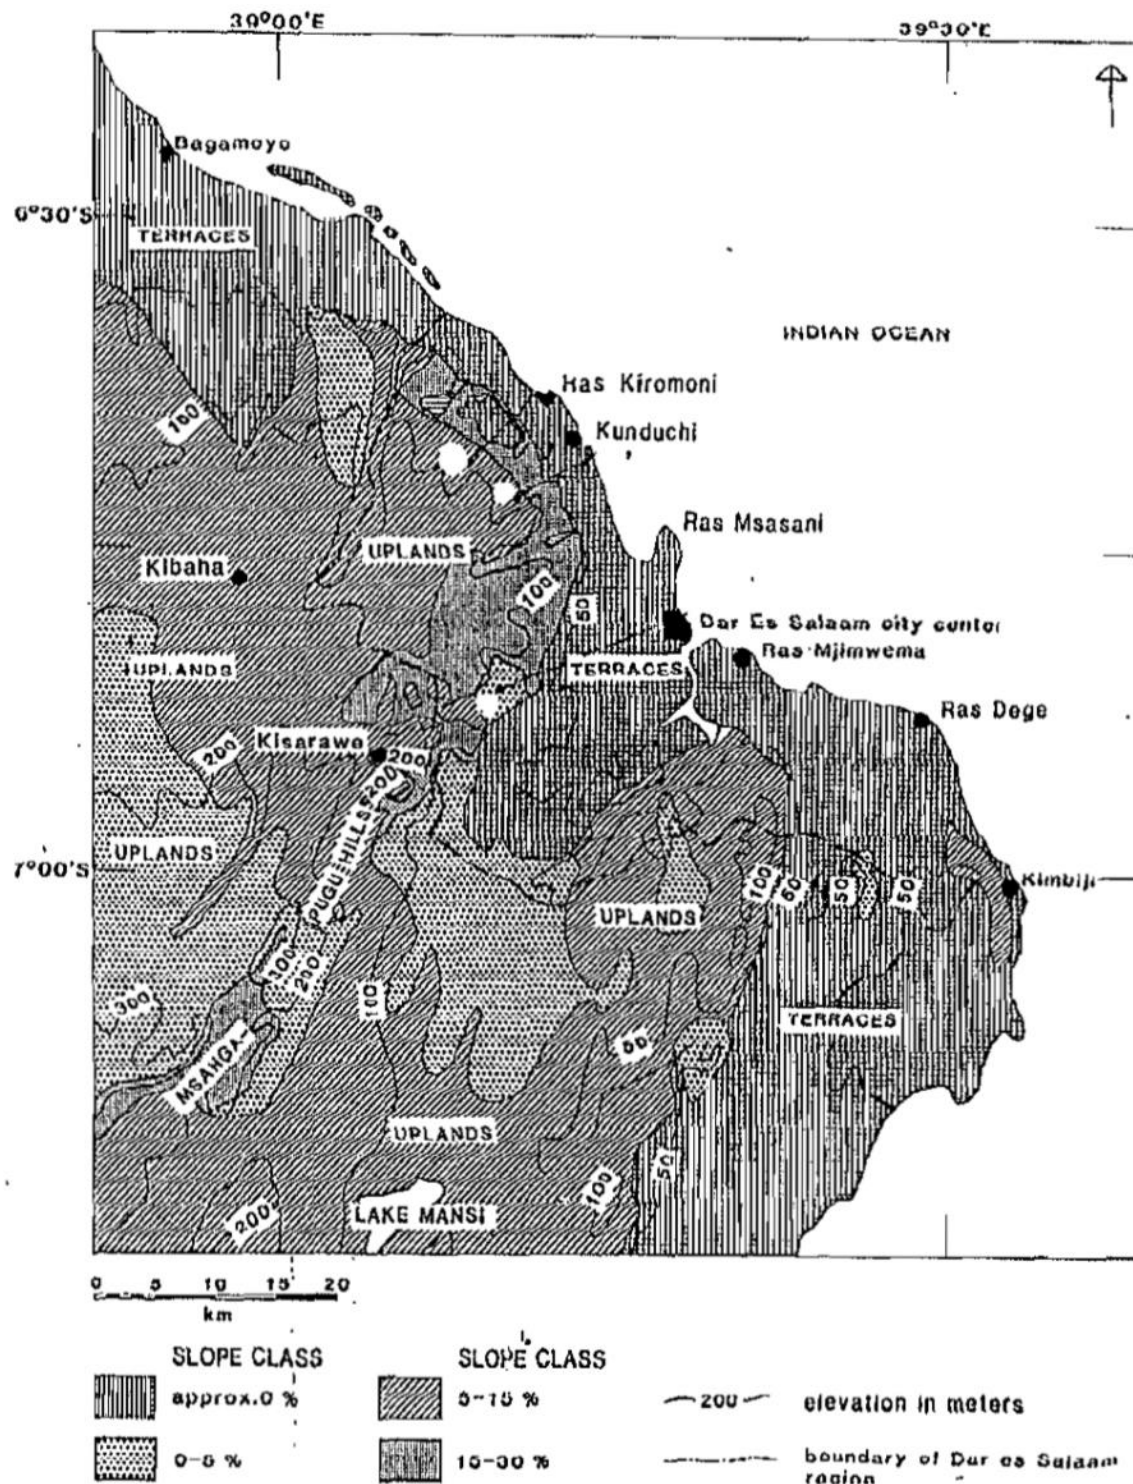 39°00'E
39°30'E
Bagamoyo
6°30'S
TERRACES
INDIAN OCEAN
Ras Kiromoni
100
Kunduchi
Ras Msasani
UPLANDS
Kibaha
100
50
Dar Es Salaam city center
Ras Mjimwema
UPLANDS
TERRACES
Ras Dege
Kisarawe
200
200
200
PUGU HILLS
UPLANDS
7°00'S
Kimbiji
100
50
50
50
UPLANDS
300
200
300
100
TERRACES
50
MSANGA
UPLANDS
50
100
LAKE MANSI
200
0 5 10 15 20
km
SLOPE CLASS SLOPE CLASS
approx. 0 % 5-15 % 200 elevation in meters
0-5 % 15-30 % boundary of Dar es Salaam
region